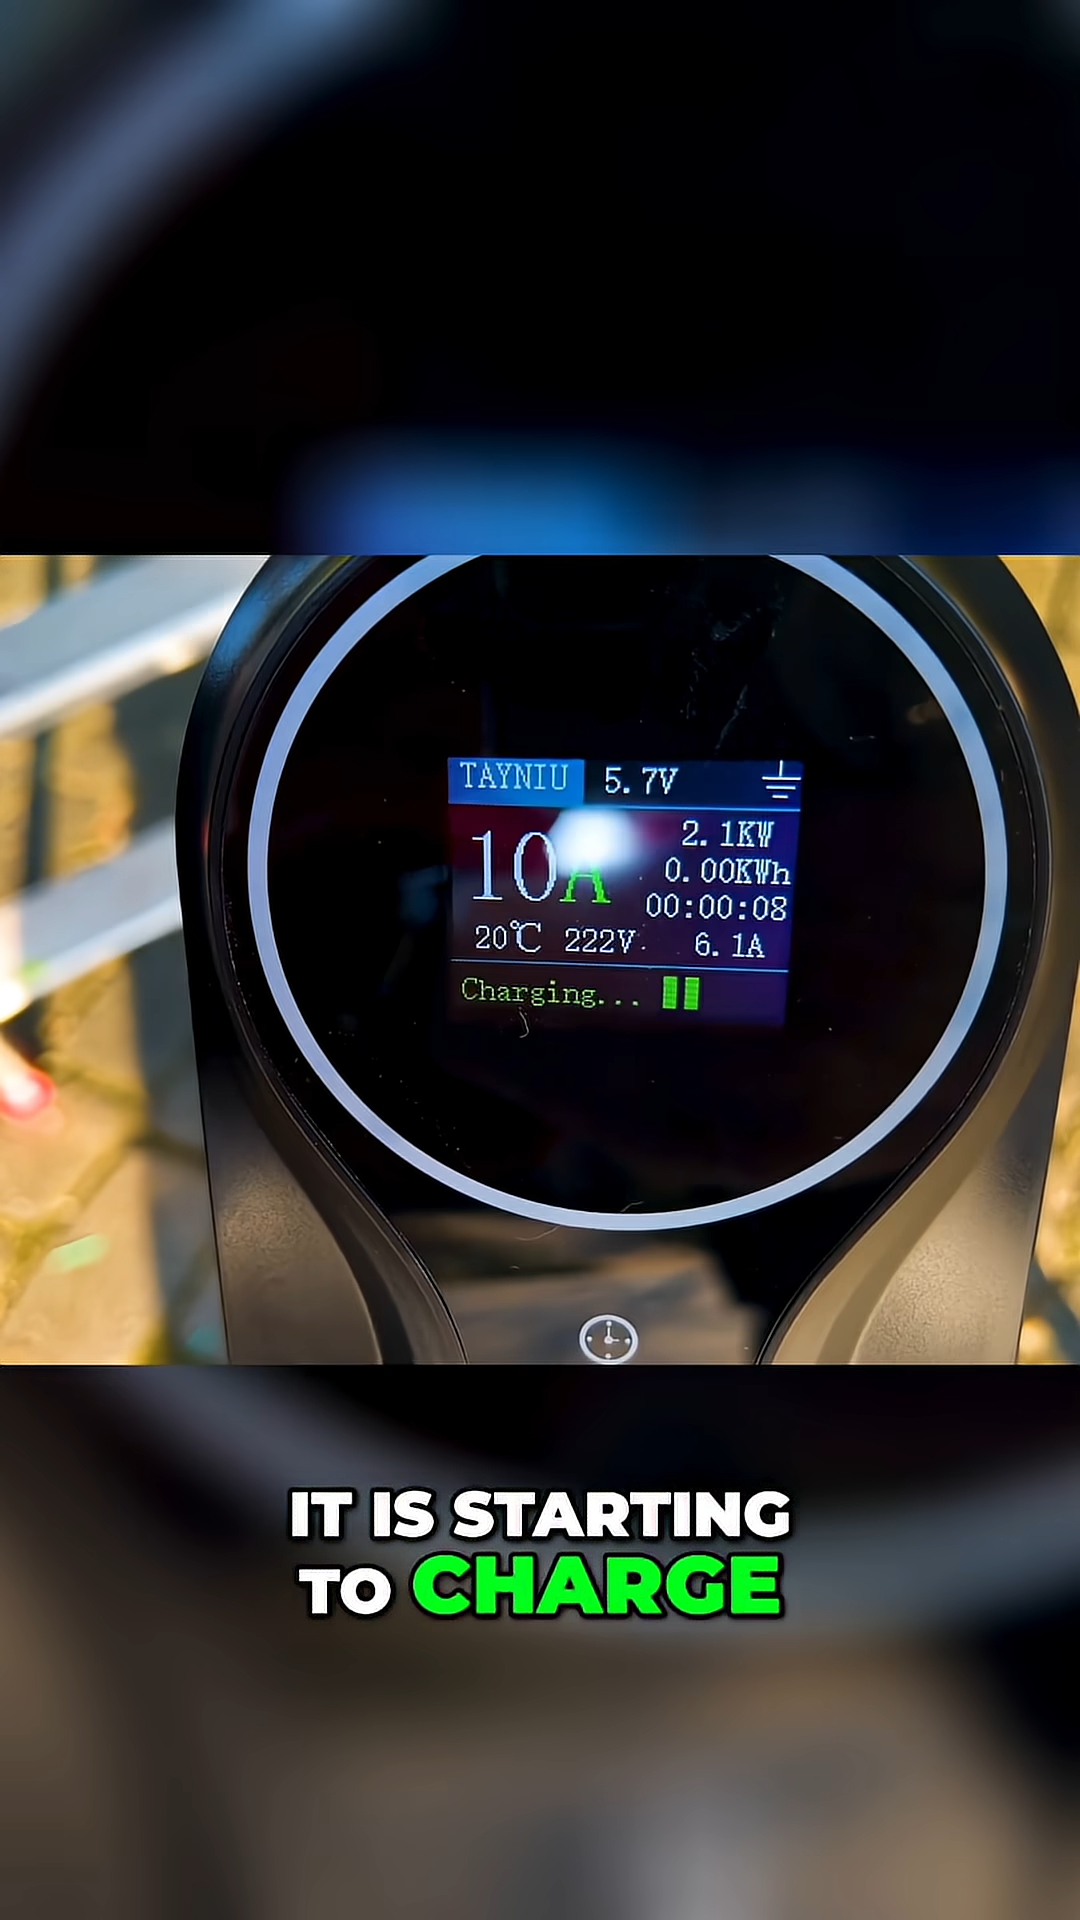 TAYNIU 5.7V
10A
2.1KW
0.00KWh
00:00:08
20℃ 222V 6.1A
Charging...
IT IS STARTING
TO CHARGE